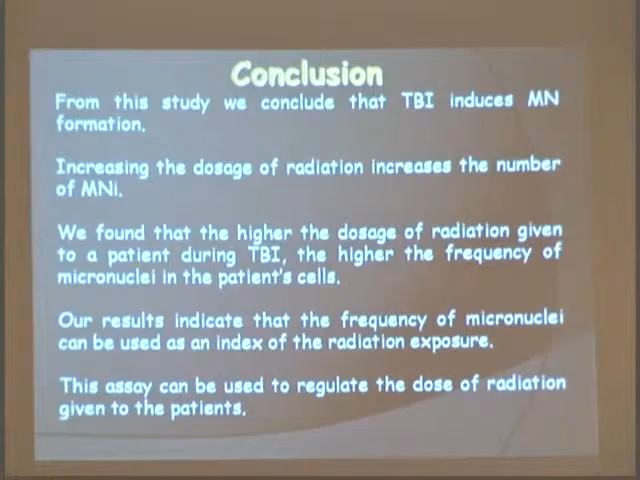 Conclusion
From this study we conclude that TBI induces MN
formation.
Increasing the dosage of radiation increases the number
of MNi.
We found that the higher the dosage of radiation given
to a patient during TBI, the higher the frequency of
micronuclei in the patient's cells.
Our results indicate that the frequency of micronuclei
can be used as an index of the radiation exposure.
This assay can be used to regulate the dose of radiation
given to the patients.